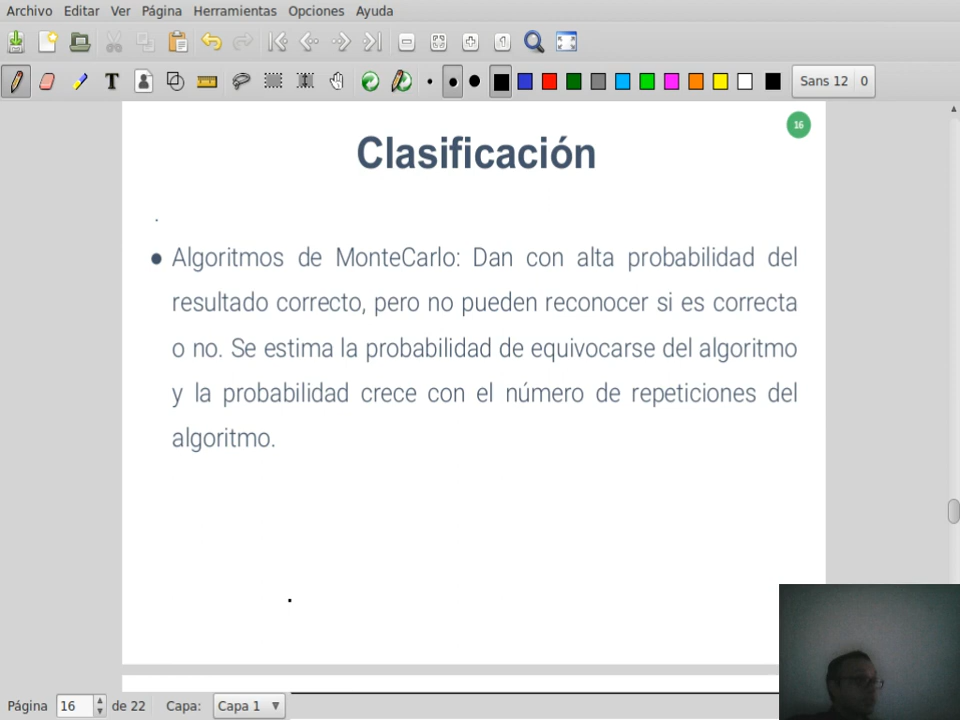 Archivo Editar Ver Página Herramientas Opciones Ayuda
T Sans 12 0
16
Clasificación
● Algoritmos de MonteCarlo: Dan con alta probabilidad del
resultado correcto, pero no pueden reconocer si es correcta
o no. Se estima la probabilidad de equivocarse del algoritmo
y la probabilidad crece con el número de repeticiones del
algoritmo.
Página 16 de 22 Capa: Capa 1